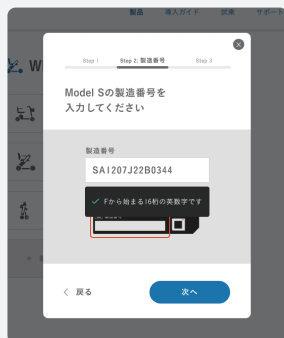 製品 導入ガイド 試乗 サポート
Step 1 Step 2: 製造番号 Step 3
Model Sの製造番号を
入力してください
製造番号
SA1207J22B0344
✓ Fから始まる16桁の英数字です
戻る
次へ